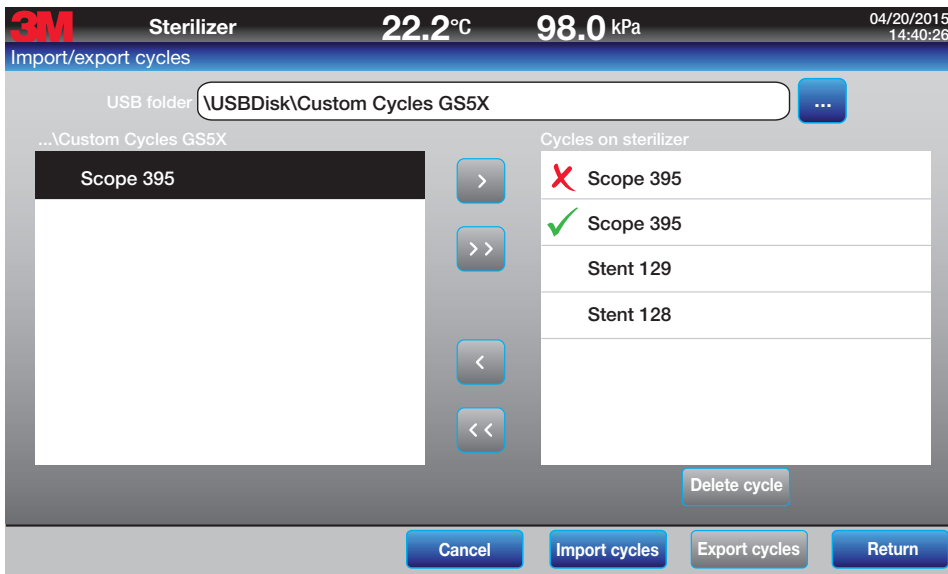 3M Sterilizer 22.2°C 98.0 kPa 04/20/2015
14:40:26
Import/export cycles
USB folder \USBDisk\Custom Cycles GS5X ...
...\Custom Cycles GS5X Cycles on sterilizer
Scope 395 > Scope 395
>> Scope 395
Stent 129
Stent 128
<
<<
Delete cycle
Cancel Import cycles Export cycles Return